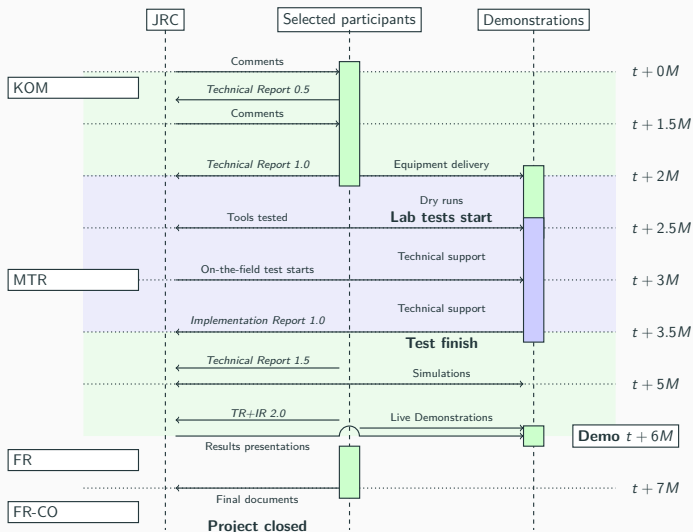 JRC
Selected participants
Demonstrations
Comments
t + 0M
KOM
Technical Report 0.5
Comments
t + 1.5M
Technical Report 1.0
Equipment delivery
t + 2M
Dry runs
Tools tested
Lab tests start
t + 2.5M
Technical support
On-the-field test starts
MTR
t + 3M
Technical support
Implementation Report 1.0
t + 3.5M
Test finish
Technical Report 1.5
Simulations
t + 5M
TR+IR 2.0
Live Demonstrations
Demo t + 6M
Results presentations
FR
t + 7M
Final documents
FR-CO
Project closed